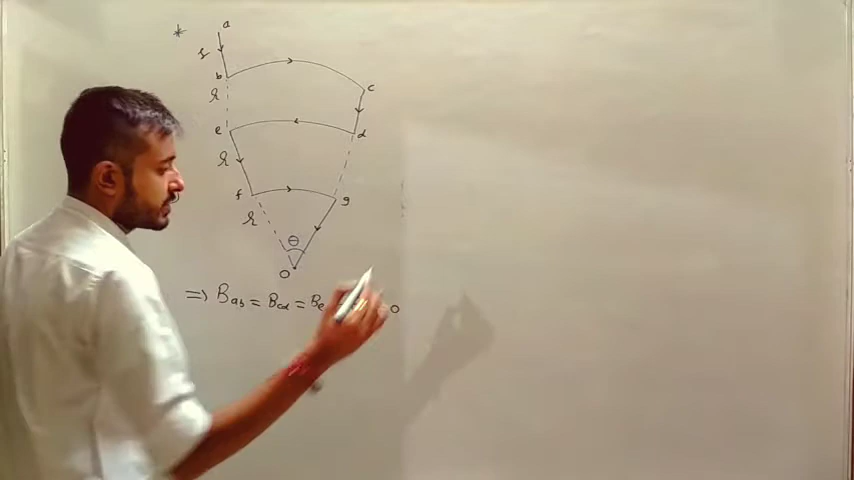 *
a
r
b
r
c
e
d
r
f
g
r
θ
O
⇒ B_ab = B_cd = B_e 0